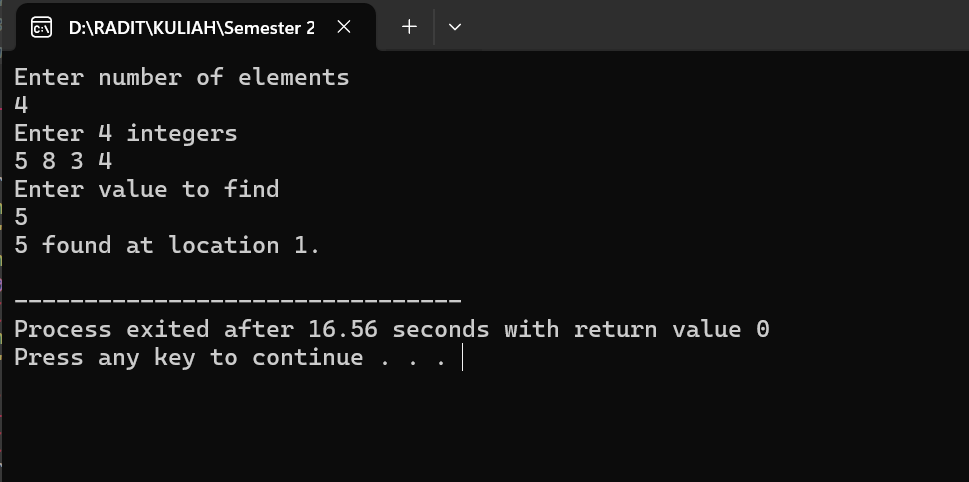 D:\RADIT\KULIAH\Semester 2
Enter number of elements
4
Enter 4 integers
5 8 3 4
Enter value to find
5
5 found at location 1.
--------------------------------
Process exited after 16.56 seconds with return value 0
Press any key to continue . . .